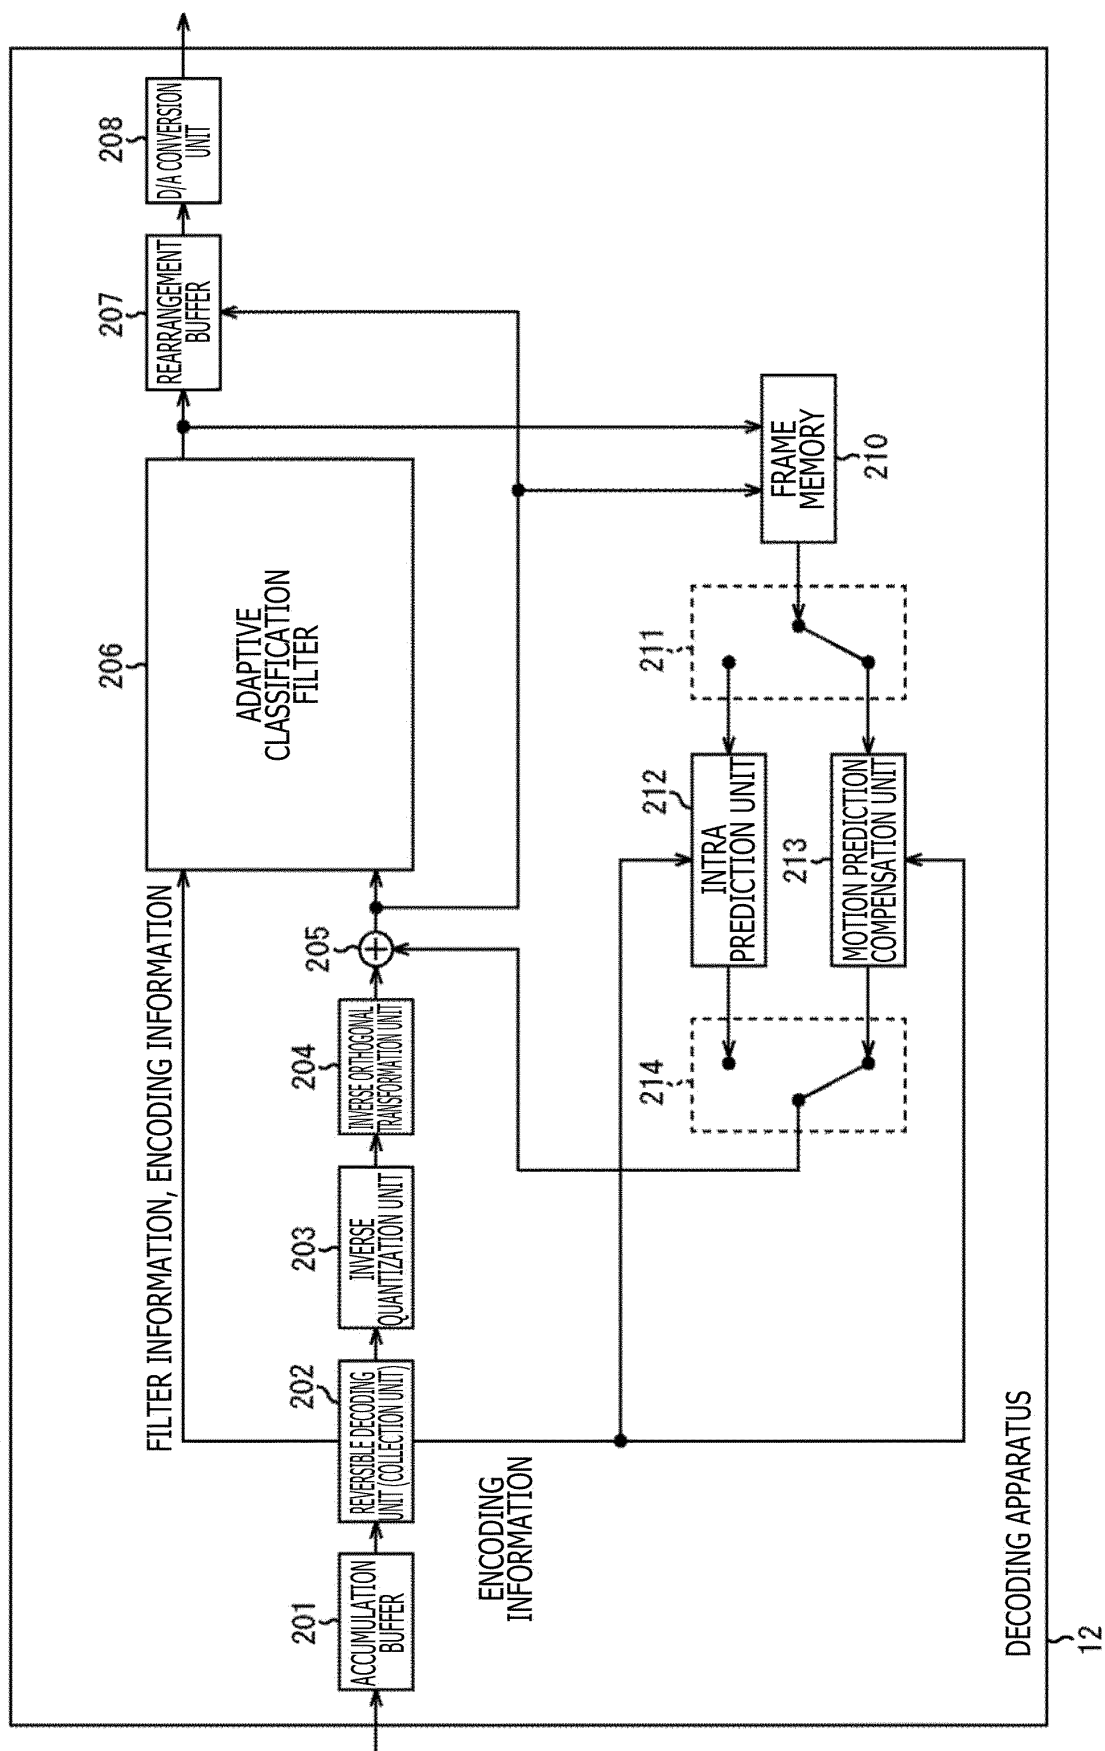 FILTER INFORMATION, ENCODING INFORMATION
206
ADAPTIVE
CLASSIFICATION
FILTER
207
REARRANGEMENT
BUFFER
208
D/A CONVERSION
UNIT
201
ACCUMULATION
BUFFER
202
REVERSIBLE DECODING
UNIT (COLLECTION UNIT)
203
INVERSE
QUANTIZATION UNIT
204
INVERSE ORTHOGONAL
TRANSFORMATION UNIT
205
ENCODING
INFORMATION
214
212
INTRA
PREDICTION UNIT
211
FRAME
MEMORY
210
213
MOTION PREDICTION
COMPENSATION UNIT
DECODING APPARATUS
12